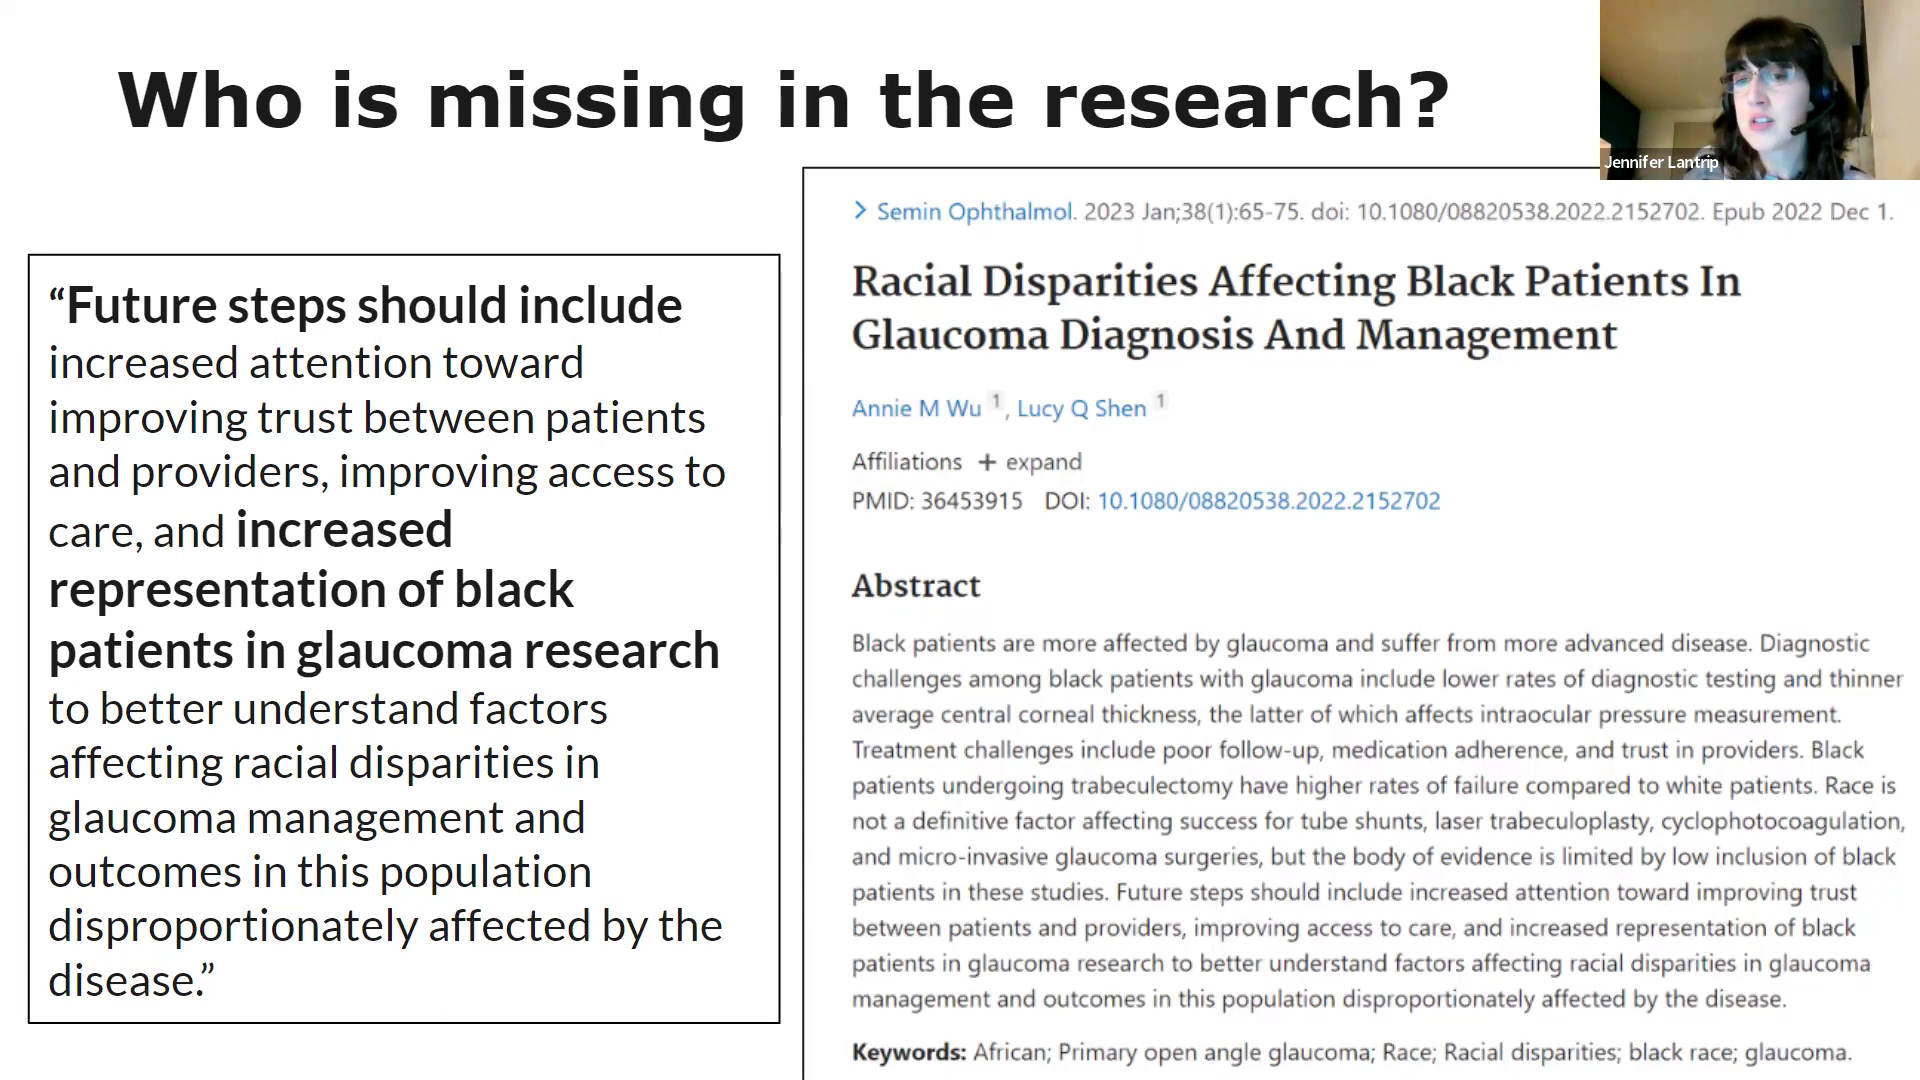 Who is missing in the research?
Jennifer Lantrip
“Future steps should include
increased attention toward
improving trust between patients
and providers, improving access to
care, and increased
representation of black
patients in glaucoma research
to better understand factors
affecting racial disparities in
glaucoma management and
outcomes in this population
disproportionately affected by the
disease.”
> Semin Ophthalmol. 2023 Jan;38(1):65-75. doi: 10.1080/08820538.2022.2152702. Epub 2022 Dec 1.
Racial Disparities Affecting Black Patients In
Glaucoma Diagnosis And Management
Annie M Wu 1, Lucy Q Shen 1
Affiliations + expand
PMID: 36453915 DOI: 10.1080/08820538.2022.2152702
Abstract
Black patients are more affected by glaucoma and suffer from more advanced disease. Diagnostic
challenges among black patients with glaucoma include lower rates of diagnostic testing and thinner
average central corneal thickness, the latter of which affects intraocular pressure measurement.
Treatment challenges include poor follow-up, medication adherence, and trust in providers. Black
patients undergoing trabeculectomy have higher rates of failure compared to white patients. Race is
not a definitive factor affecting success for tube shunts, laser trabeculoplasty, cyclophotocoagulation,
and micro-invasive glaucoma surgeries, but the body of evidence is limited by low inclusion of black
patients in these studies. Future steps should include increased attention toward improving trust
between patients and providers, improving access to care, and increased representation of black
patients in glaucoma research to better understand factors affecting racial disparities in glaucoma
management and outcomes in this population disproportionately affected by the disease.
Keywords: African; Primary open angle glaucoma; Race; Racial disparities; black race; glaucoma.